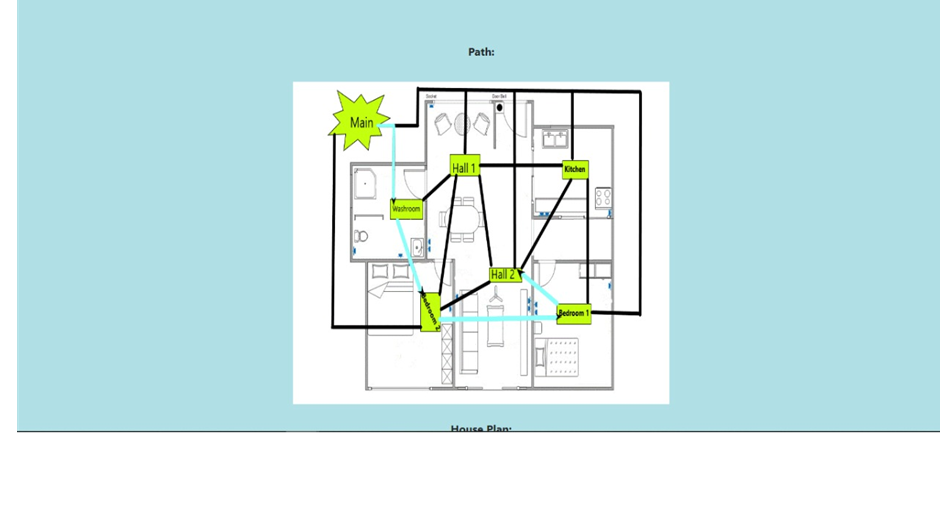 Path:
Socket
Door Bell
Main
Hall 1
Kitchen
Washroom
Hall 2
Bedroom 2
Bedroom 1
House Plan: